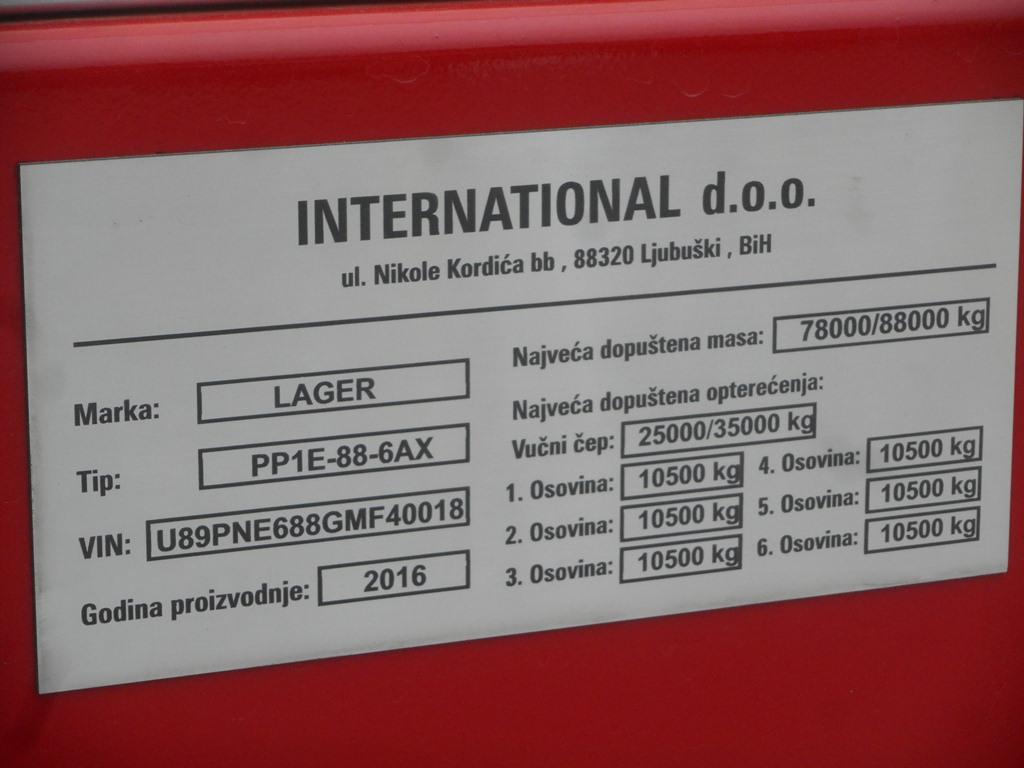 INTERNATIONAL d.o.o.
ul. Nikole Kordića bb , 88320 Ljubuški , BiH
Marka: LAGER
Tip: PP1E-88-6AX
VIN: U89PNE688GMF40018
Godina proizvodnje: 2016
Najveća dopuštena masa: 78000/88000 kg
Najveća dopuštena opterećenja:
Vučni čep: 25000/35000 kg
1. Osovina: 10500 kg 4. Osovina: 10500 kg
2. Osovina: 10500 kg 5. Osovina: 10500 kg
3. Osovina: 10500 kg 6. Osovina: 10500 kg